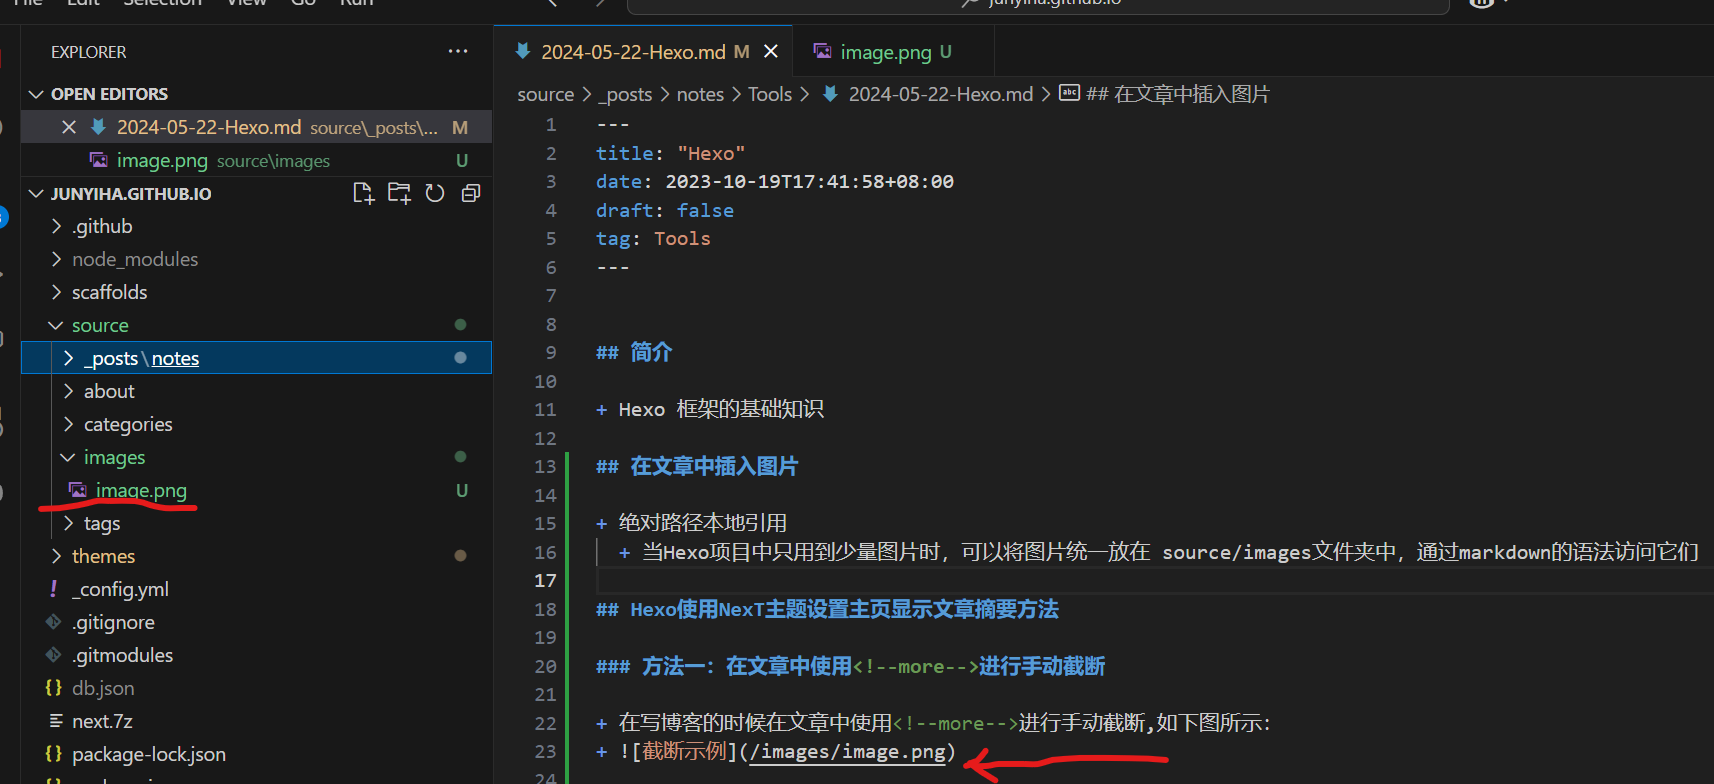 File Edit Selection View Go Run
junyiha.github.io
EXPLORER
OPEN EDITORS
2024-05-22-Hexo.md source\_posts\... M
image.png source\images U
JUNYIHA.GITHUB.IO
.github
node_modules
scaffolds
source
_posts\notes
about
categories
images
image.png U
tags
themes
_config.yml
.gitignore
.gitmodules
db.json
next.7z
package-lock.json
2024-05-22-Hexo.md M
image.png U
source > _posts > notes > Tools > 2024-05-22-Hexo.md > ## 在文章中插入图片
1 ---
2 title: "Hexo"
3 date: 2023-10-19T17:41:58+08:00
4 draft: false
5 tag: Tools
6 ---
7
8
9 ## 简介
10
11 + Hexo 框架的基础知识
12
13 ## 在文章中插入图片
14
15 + 绝对路径本地引用
16 + 当Hexo项目中只用到少量图片时，可以将图片统一放在 source/images文件夹中，通过markdown的语法访问它们
17
18 ## Hexo使用NexT主题设置主页显示文章摘要方法
19
20 ### 方法一：在文章中使用<!--more-->进行手动截断
21
22 + 在写博客的时候在文章中使用<!--more-->进行手动截断,如下图所示：
23 + ![截断示例](/images/image.png)
24